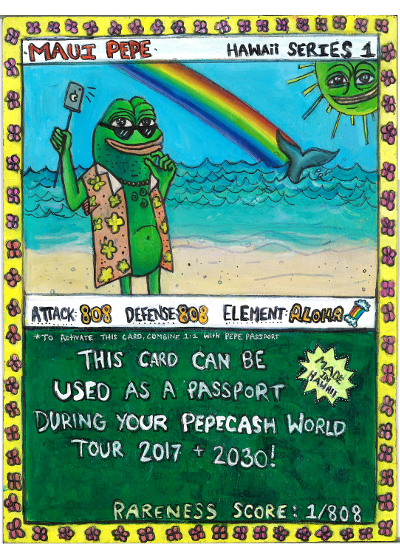 MAUI PEPE
HAWAII SERIES 1
ATTACK: 808 DEFENSE: 808 ELEMENT: ALOHA
*TO ACTIVATE THIS CARD, COMBINE 1:1 WITH PEPE PASSPORT
THIS CARD CAN BE
USED AS A PASSPORT
DURING YOUR PEPECASH WORLD
TOUR 2017 + 2030!
MADE
IN
HAWAII
RARENESS SCORE: 1/808